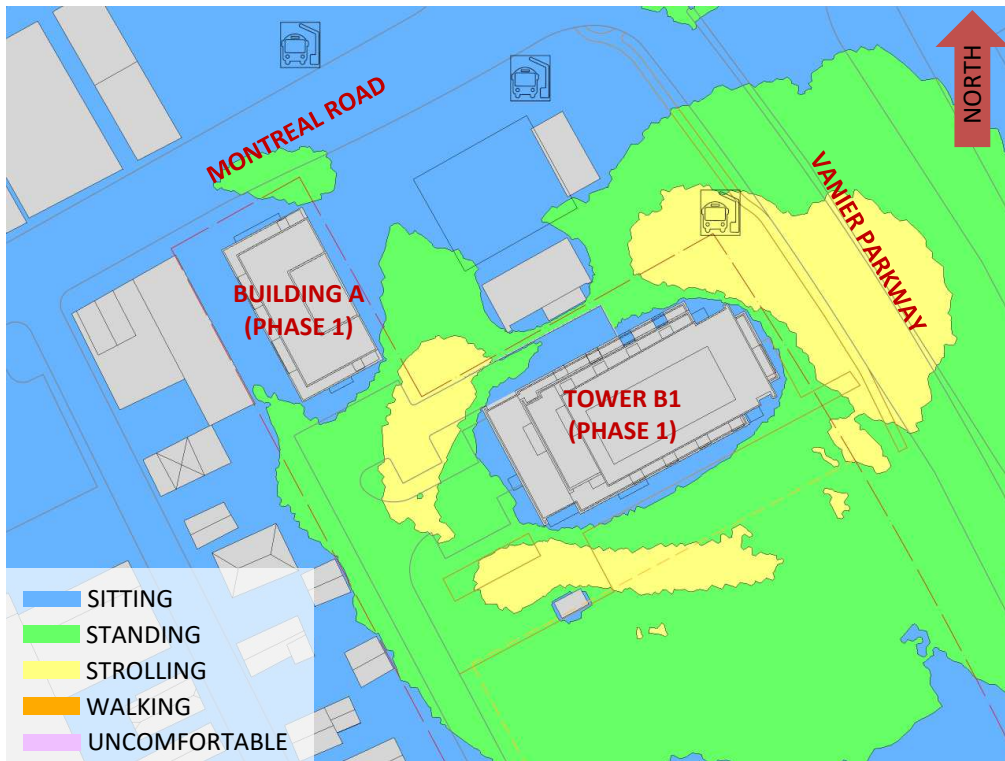 NORTH
MONTREAL ROAD
VANIER PARKWAY
BUILDING A
(PHASE 1)
TOWER B1
(PHASE 1)
SITTING
STANDING
STROLLING
WALKING
UNCOMFORTABLE